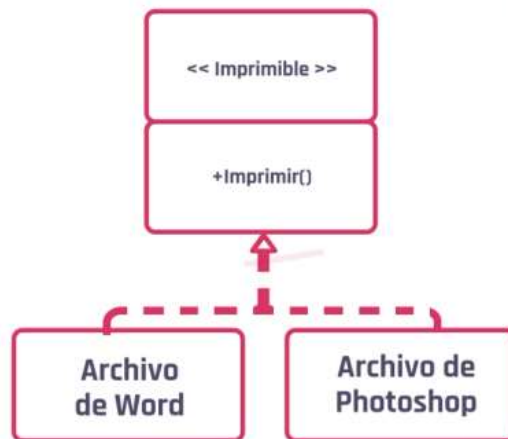 << Imprimible >>
+Imprimir()
Archivo
de Word
Archivo de
Photoshop